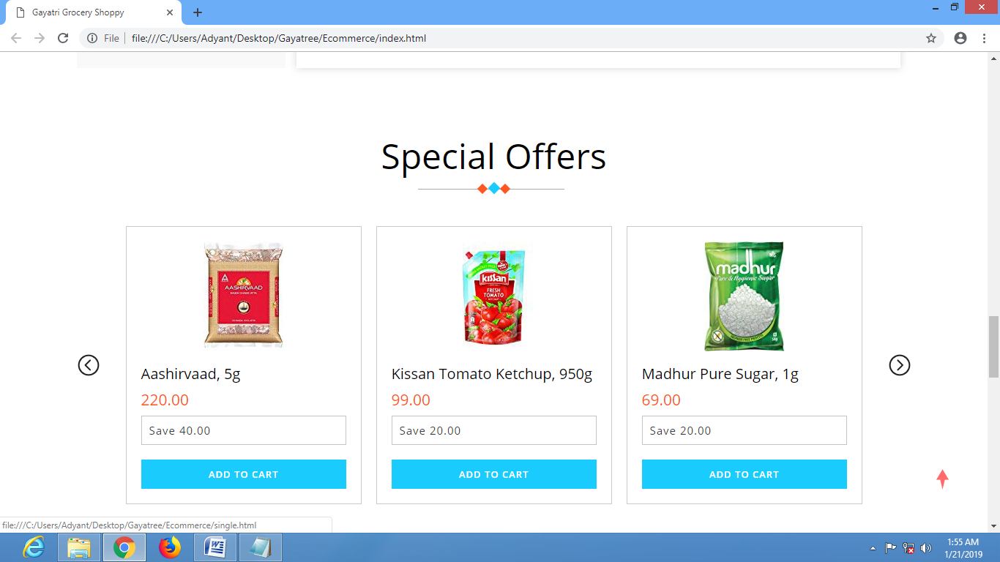 Gayatri Grocery Shoppy
File file:///C:/Users/Adyant/Desktop/Gayatree/Ecommerce/index.html
Special Offers
AASHIRVAAD
Kissan
FRESH
TOMATO
KETCHUP
madhur
Pure & Hygienic Sugar
Aashirvaad, 5g
Kissan Tomato Ketchup, 950g
Madhur Pure Sugar, 1g
220.00
99.00
69.00
Save 40.00
Save 20.00
Save 20.00
ADD TO CART
ADD TO CART
ADD TO CART
file:///C:/Users/Adyant/Desktop/Gayatree/Ecommerce/single.html
1:55 AM
1/21/2019